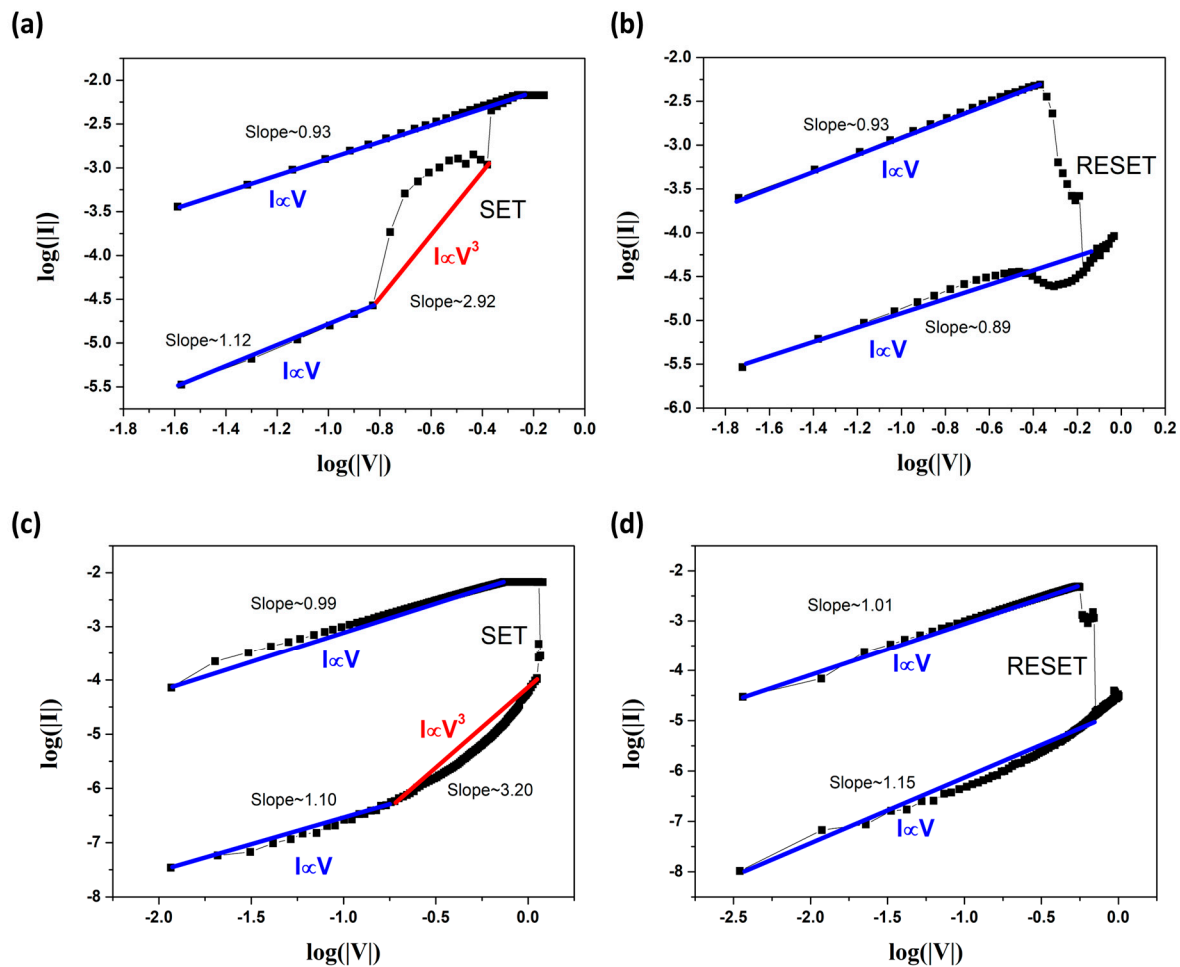 (a)
-2.0
-2.5
-3.0
-3.5
-4.0
-4.5
-5.0
-5.5
log(|I|)
Slope~0.93
I∝V
SET
I∝V³
Slope~2.92
Slope~1.12
I∝V
-1.8 -1.6 -1.4 -1.2 -1.0 -0.8 -0.6 -0.4 -0.2 0.0
log(|V|)
(b)
-2.0
-2.5
-3.0
-3.5
-4.0
-4.5
-5.0
-5.5
-6.0
log(|I|)
Slope~0.93
I∝V
RESET
Slope~0.89
I∝V
-1.8 -1.6 -1.4 -1.2 -1.0 -0.8 -0.6 -0.4 -0.2 0.0 0.2
log(|V|)
(c)
-2
-3
-4
-5
-6
-7
-8
log(|I|)
Slope~0.99
I∝V
SET
I∝V³
Slope~3.20
Slope~1.10
I∝V
-2.0 -1.5 -1.0 -0.5 0.0
log(|V|)
(d)
-2
-3
-4
-5
-6
-7
-8
log(|I|)
Slope~1.01
I∝V
RESET
Slope~1.15
I∝V
-2.5 -2.0 -1.5 -1.0 -0.5 0.0
log(|V|)